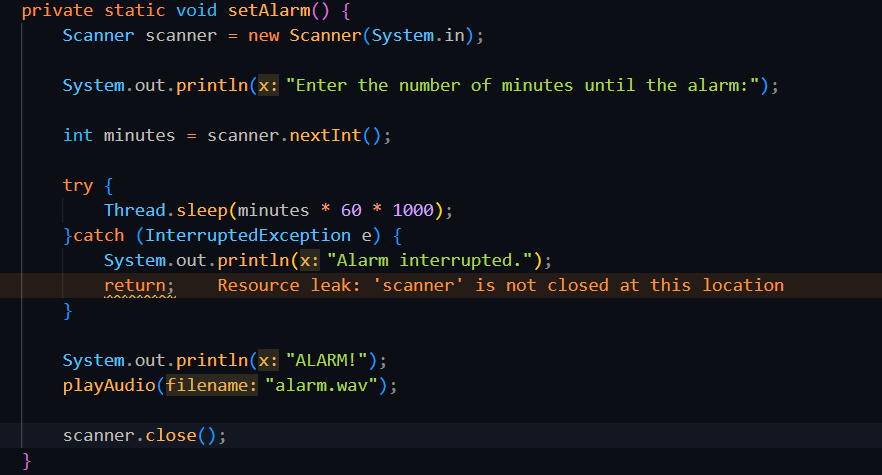 private static void setAlarm() {
Scanner scanner = new Scanner(System.in);
System.out.println(x: "Enter the number of minutes until the alarm:");
int minutes = scanner.nextInt();
try {
Thread.sleep(minutes * 60 * 1000);
}catch (InterruptedException e) {
System.out.println(x: "Alarm interrupted.");
return; Resource leak: 'scanner' is not closed at this location
}
System.out.println(x: "ALARM!");
playAudio(filename: "alarm.wav");
scanner.close();
}